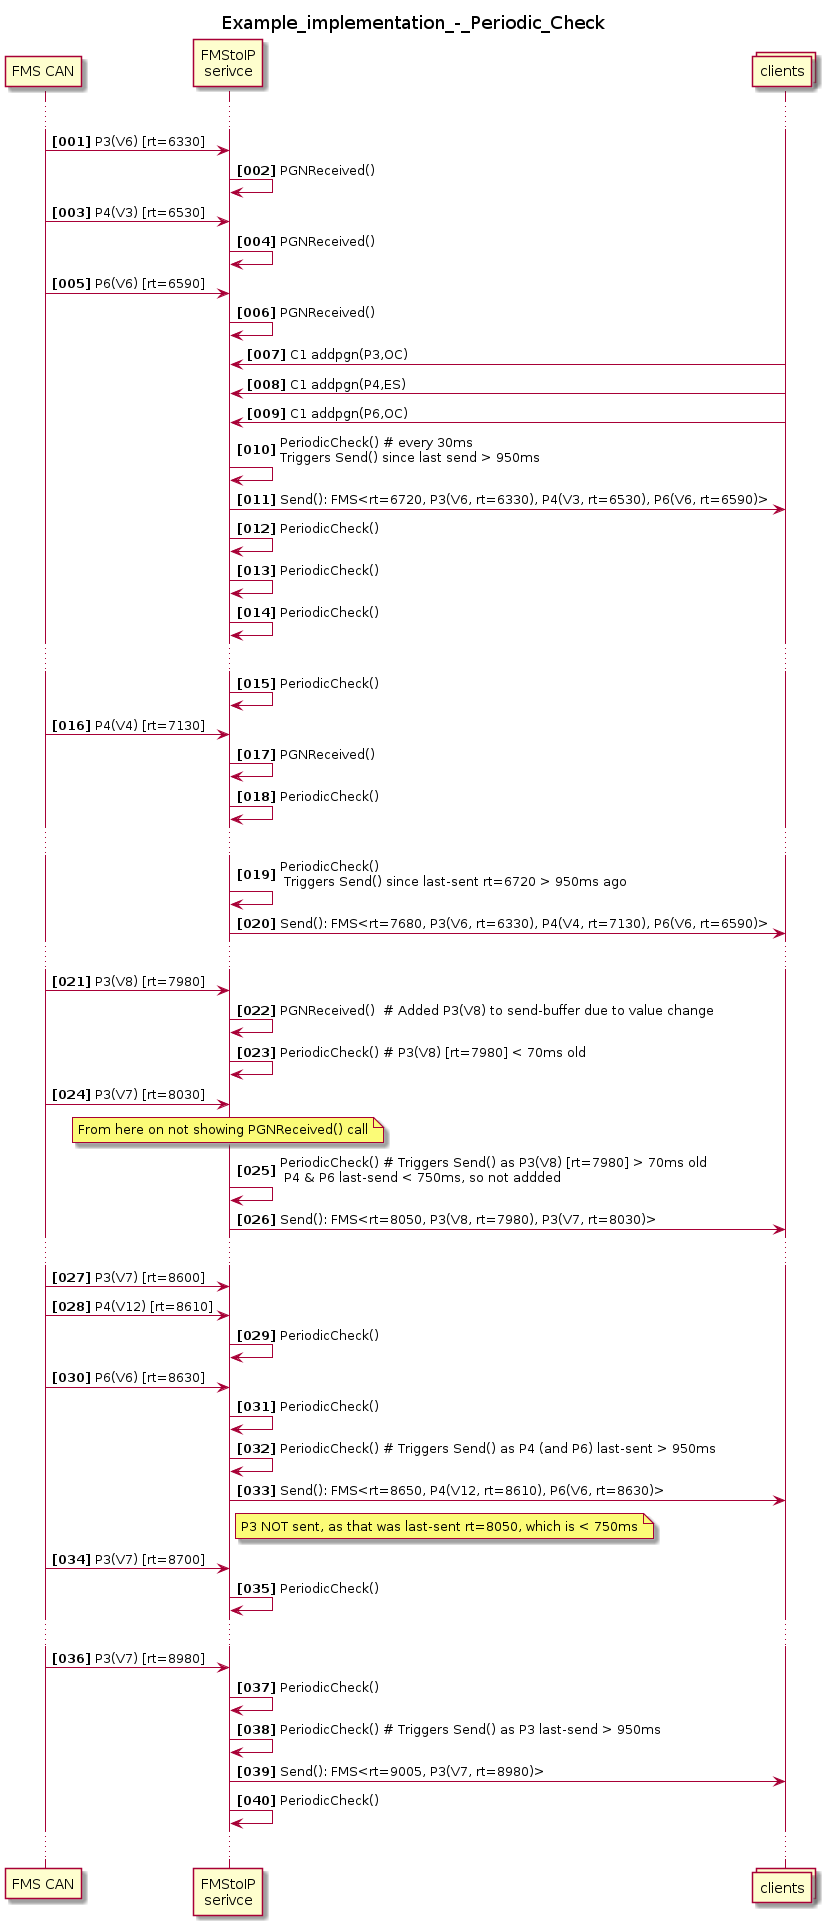 Example_implementation_-_Periodic_Check
FMS CAN
FMStoIP
serivce
clients
[001] P3(V6) [rt=6330]
[002] PGNReceived()
[003] P4(V3) [rt=6530]
[004] PGNReceived()
[005] P6(V6) [rt=6590]
[006] PGNReceived()
[007] C1 addpgn(P3,OC)
[008] C1 addpgn(P4,ES)
[009] C1 addpgn(P6,OC)
[010] PeriodicCheck() # every 30ms
Triggers Send() since last send > 950ms
[011] Send(): FMS<rt=6720, P3(V6, rt=6330), P4(V3, rt=6530), P6(V6, rt=6590)>
[012] PeriodicCheck()
[013] PeriodicCheck()
[014] PeriodicCheck()
[015] PeriodicCheck()
[016] P4(V4) [rt=7130]
[017] PGNReceived()
[018] PeriodicCheck()
[019] PeriodicCheck()
Triggers Send() since last-sent rt=6720 > 950ms ago
[020] Send(): FMS<rt=7680, P3(V6, rt=6330), P4(V4, rt=7130), P6(V6, rt=6590)>
[021] P3(V8) [rt=7980]
[022] PGNReceived()  # Added P3(V8) to send-buffer due to value change
[023] PeriodicCheck() # P3(V8) [rt=7980] < 70ms old
[024] P3(V7) [rt=8030]
From here on not showing PGNReceived() call
[025] PeriodicCheck() # Triggers Send() as P3(V8) [rt=7980] > 70ms old
P4 & P6 last-send < 750ms, so not addded
[026] Send(): FMS<rt=8050, P3(V8, rt=7980), P3(V7, rt=8030)>
[027] P3(V7) [rt=8600]
[028] P4(V12) [rt=8610]
[029] PeriodicCheck()
[030] P6(V6) [rt=8630]
[031] PeriodicCheck()
[032] PeriodicCheck() # Triggers Send() as P4 (and P6) last-sent > 950ms
[033] Send(): FMS<rt=8650, P4(V12, rt=8610), P6(V6, rt=8630)>
P3 NOT sent, as that was last-sent rt=8050, which is < 750ms
[034] P3(V7) [rt=8700]
[035] PeriodicCheck()
[036] P3(V7) [rt=8980]
[037] PeriodicCheck()
[038] PeriodicCheck() # Triggers Send() as P3 last-send > 950ms
[039] Send(): FMS<rt=9005, P3(V7, rt=8980)>
[040] PeriodicCheck()
FMS CAN
FMStoIP
serivce
clients